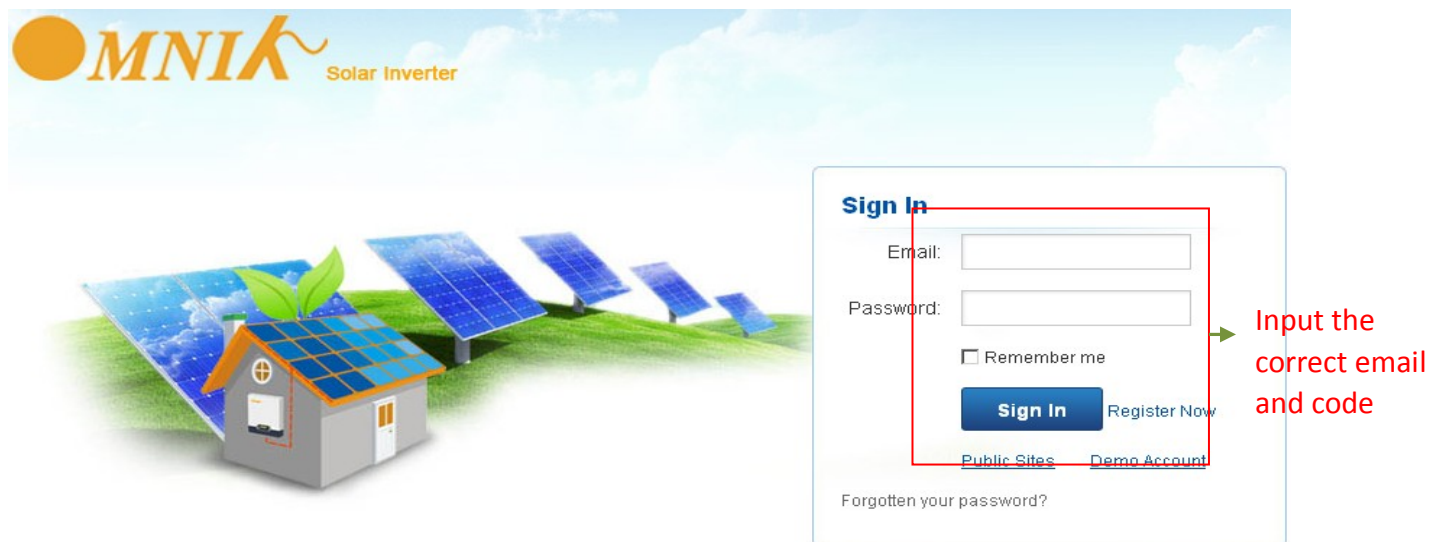 OMNIK Solar Inverter
Sign In
Email:
Password:
Remember me
Sign In Register Now
Public Sites Demo Account
Forgotten your password?
Input the
correct email
and code